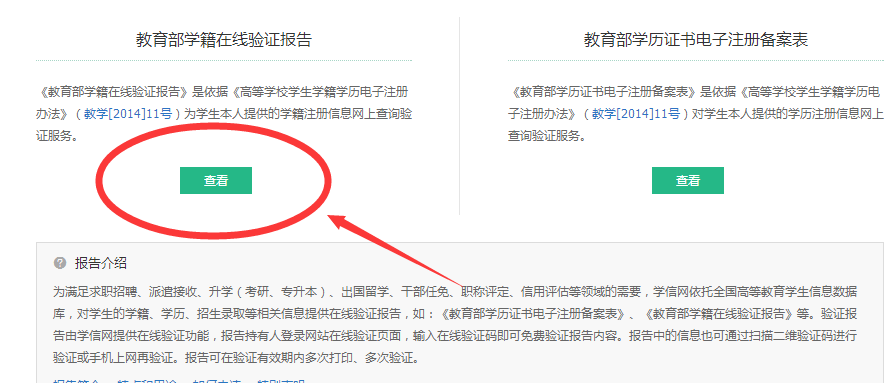 教育部学籍在线验证报告
《教育部学籍在线验证报告》是依据《高等学校学生学籍学历电子注册
办法》（教学[2014]11号）为学生本人提供的学籍注册信息网上查询验
证服务。
查看
教育部学历证书电子注册备案表
《教育部学历证书电子注册备案表》是依据《高等学校学生学籍学历电
子注册办法》（教学[2014]11号）对学生本人提供的学历注册信息网上
查询验证服务。
查看
? 报告介绍
为满足求职招聘、派遣接收、升学（考研、专升本）、出国留学、干部任免、职称评定、信用评估等领域的需要，学信网依托全国高等教育学生信息数据
库，对学生的学籍、学历、招生录取等相关信息提供在线验证报告，如：《教育部学历证书电子注册备案表》、《教育部学籍在线验证报告》等。验证报
告由学信网提供在线验证功能，报告持有人登录网站在线验证页面，输入在线验证码即可免费验证报告内容。报告中的信息也可通过扫描二维验证码进行
验证或手机上网再验证。报告可在验证有效期内多次打印、多次验证。